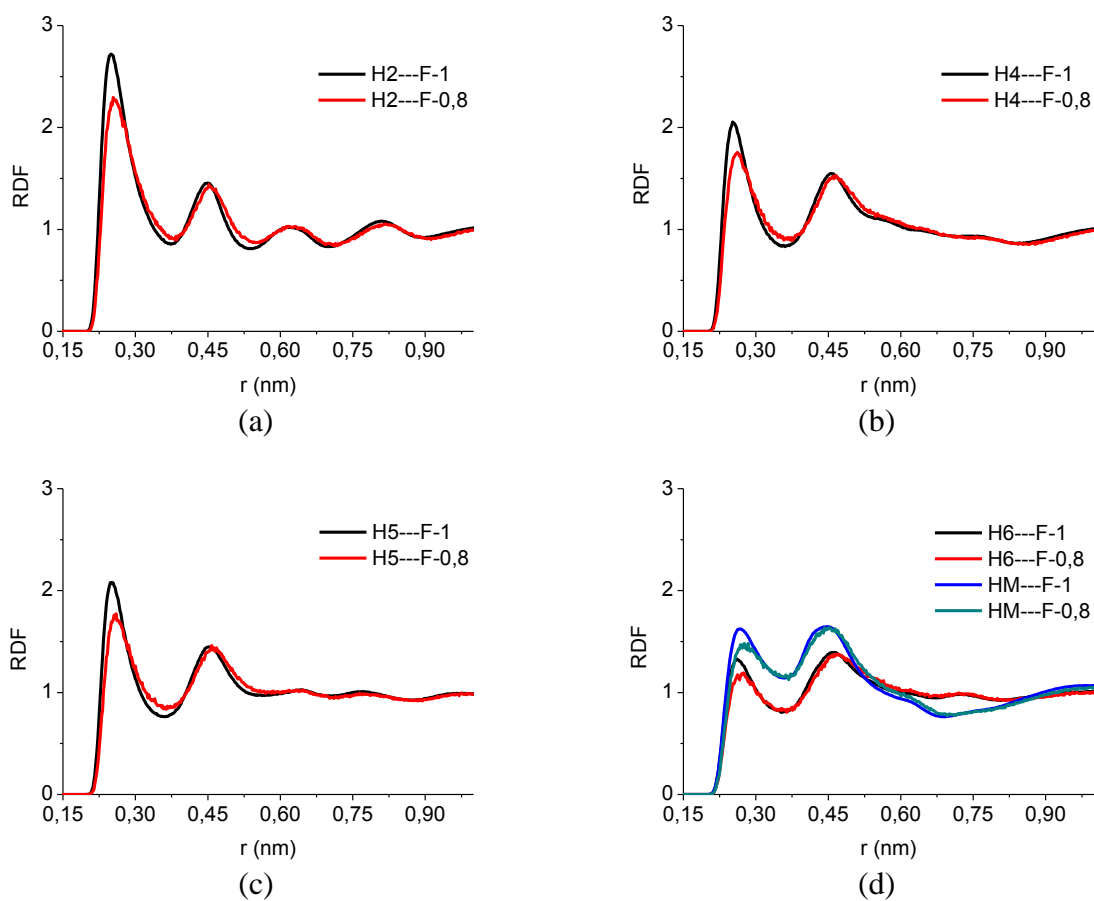 3
2
1
0
RDF
H2---F-1
H2---F-0,8
0,15 0,30 0,45 0,60 0,75 0,90
r (nm)
(a)
3
2
1
0
RDF
H4---F-1
H4---F-0,8
0,15 0,30 0,45 0,60 0,75 0,90
r (nm)
(b)
3
2
1
0
RDF
H5---F-1
H5---F-0,8
0,15 0,30 0,45 0,60 0,75 0,90
r (nm)
(c)
3
2
1
0
RDF
H6---F-1
H6---F-0,8
HM---F-1
HM---F-0,8
0,15 0,30 0,45 0,60 0,75 0,90
r (nm)
(d)